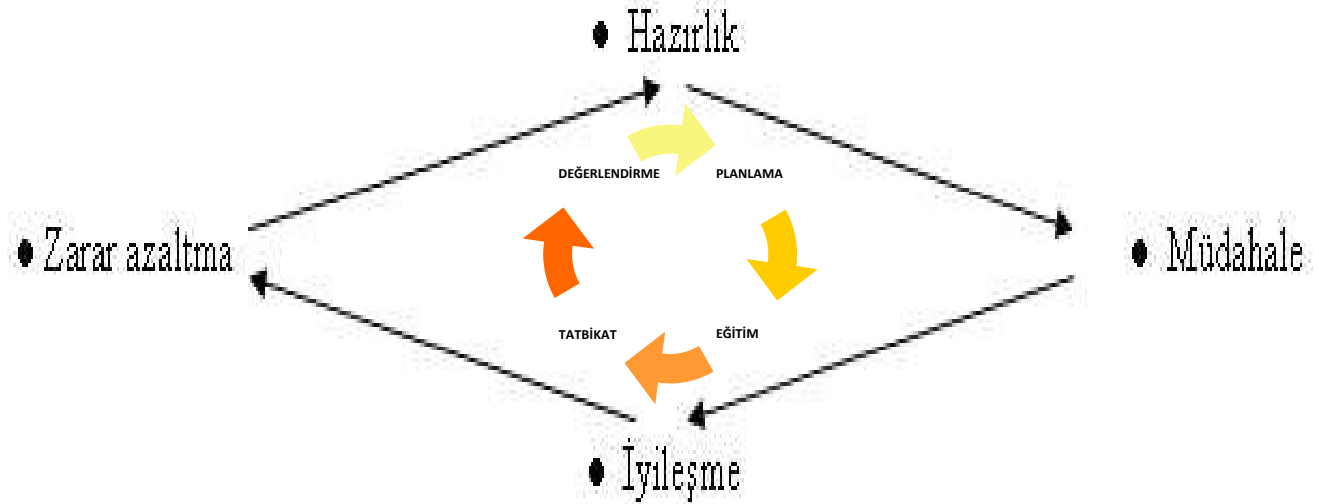 ● Hazırlık
DEĞERLENDİRME
PLANLAMA
● Zarar azaltma
● Müdahale
TATBİKAT
EĞİTİM
● İyileşme